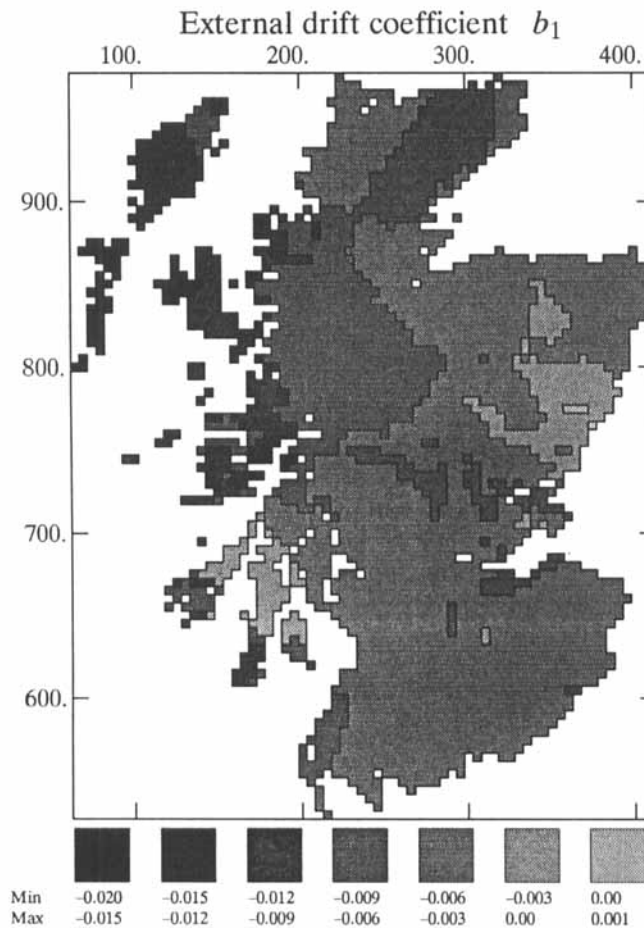 External drift coefficient b1
100. 200. 300. 400.
900.
800.
700.
600.
Min -0.020 -0.015 -0.012 -0.009 -0.006 -0.003 0.00
Max -0.015 -0.012 -0.009 -0.006 -0.003 0.00 0.001